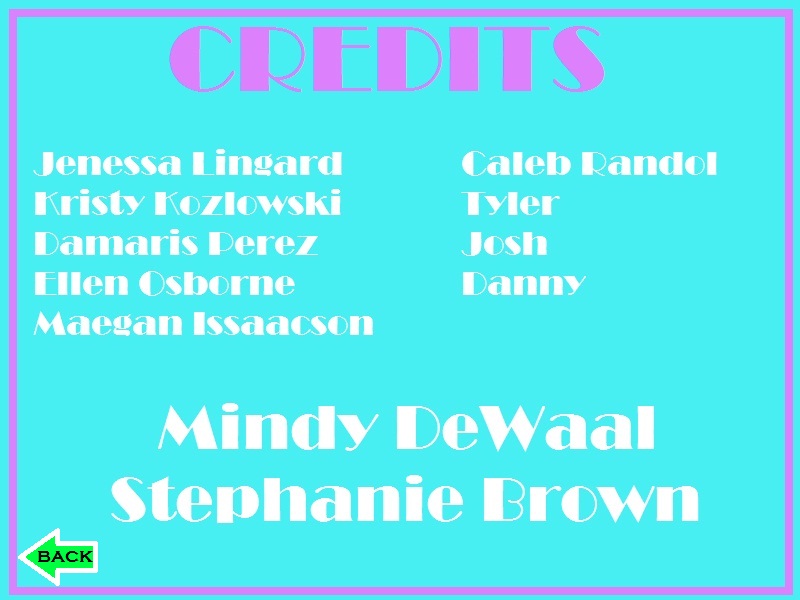 CREDITS
Jenessa Lingard
Kristy Kozlowski
Damaris Perez
Ellen Osborne
Maegan Issaacson
Caleb Randol
Tyler
Josh
Danny
Mindy DeWaal
Stephanie Brown
BACK